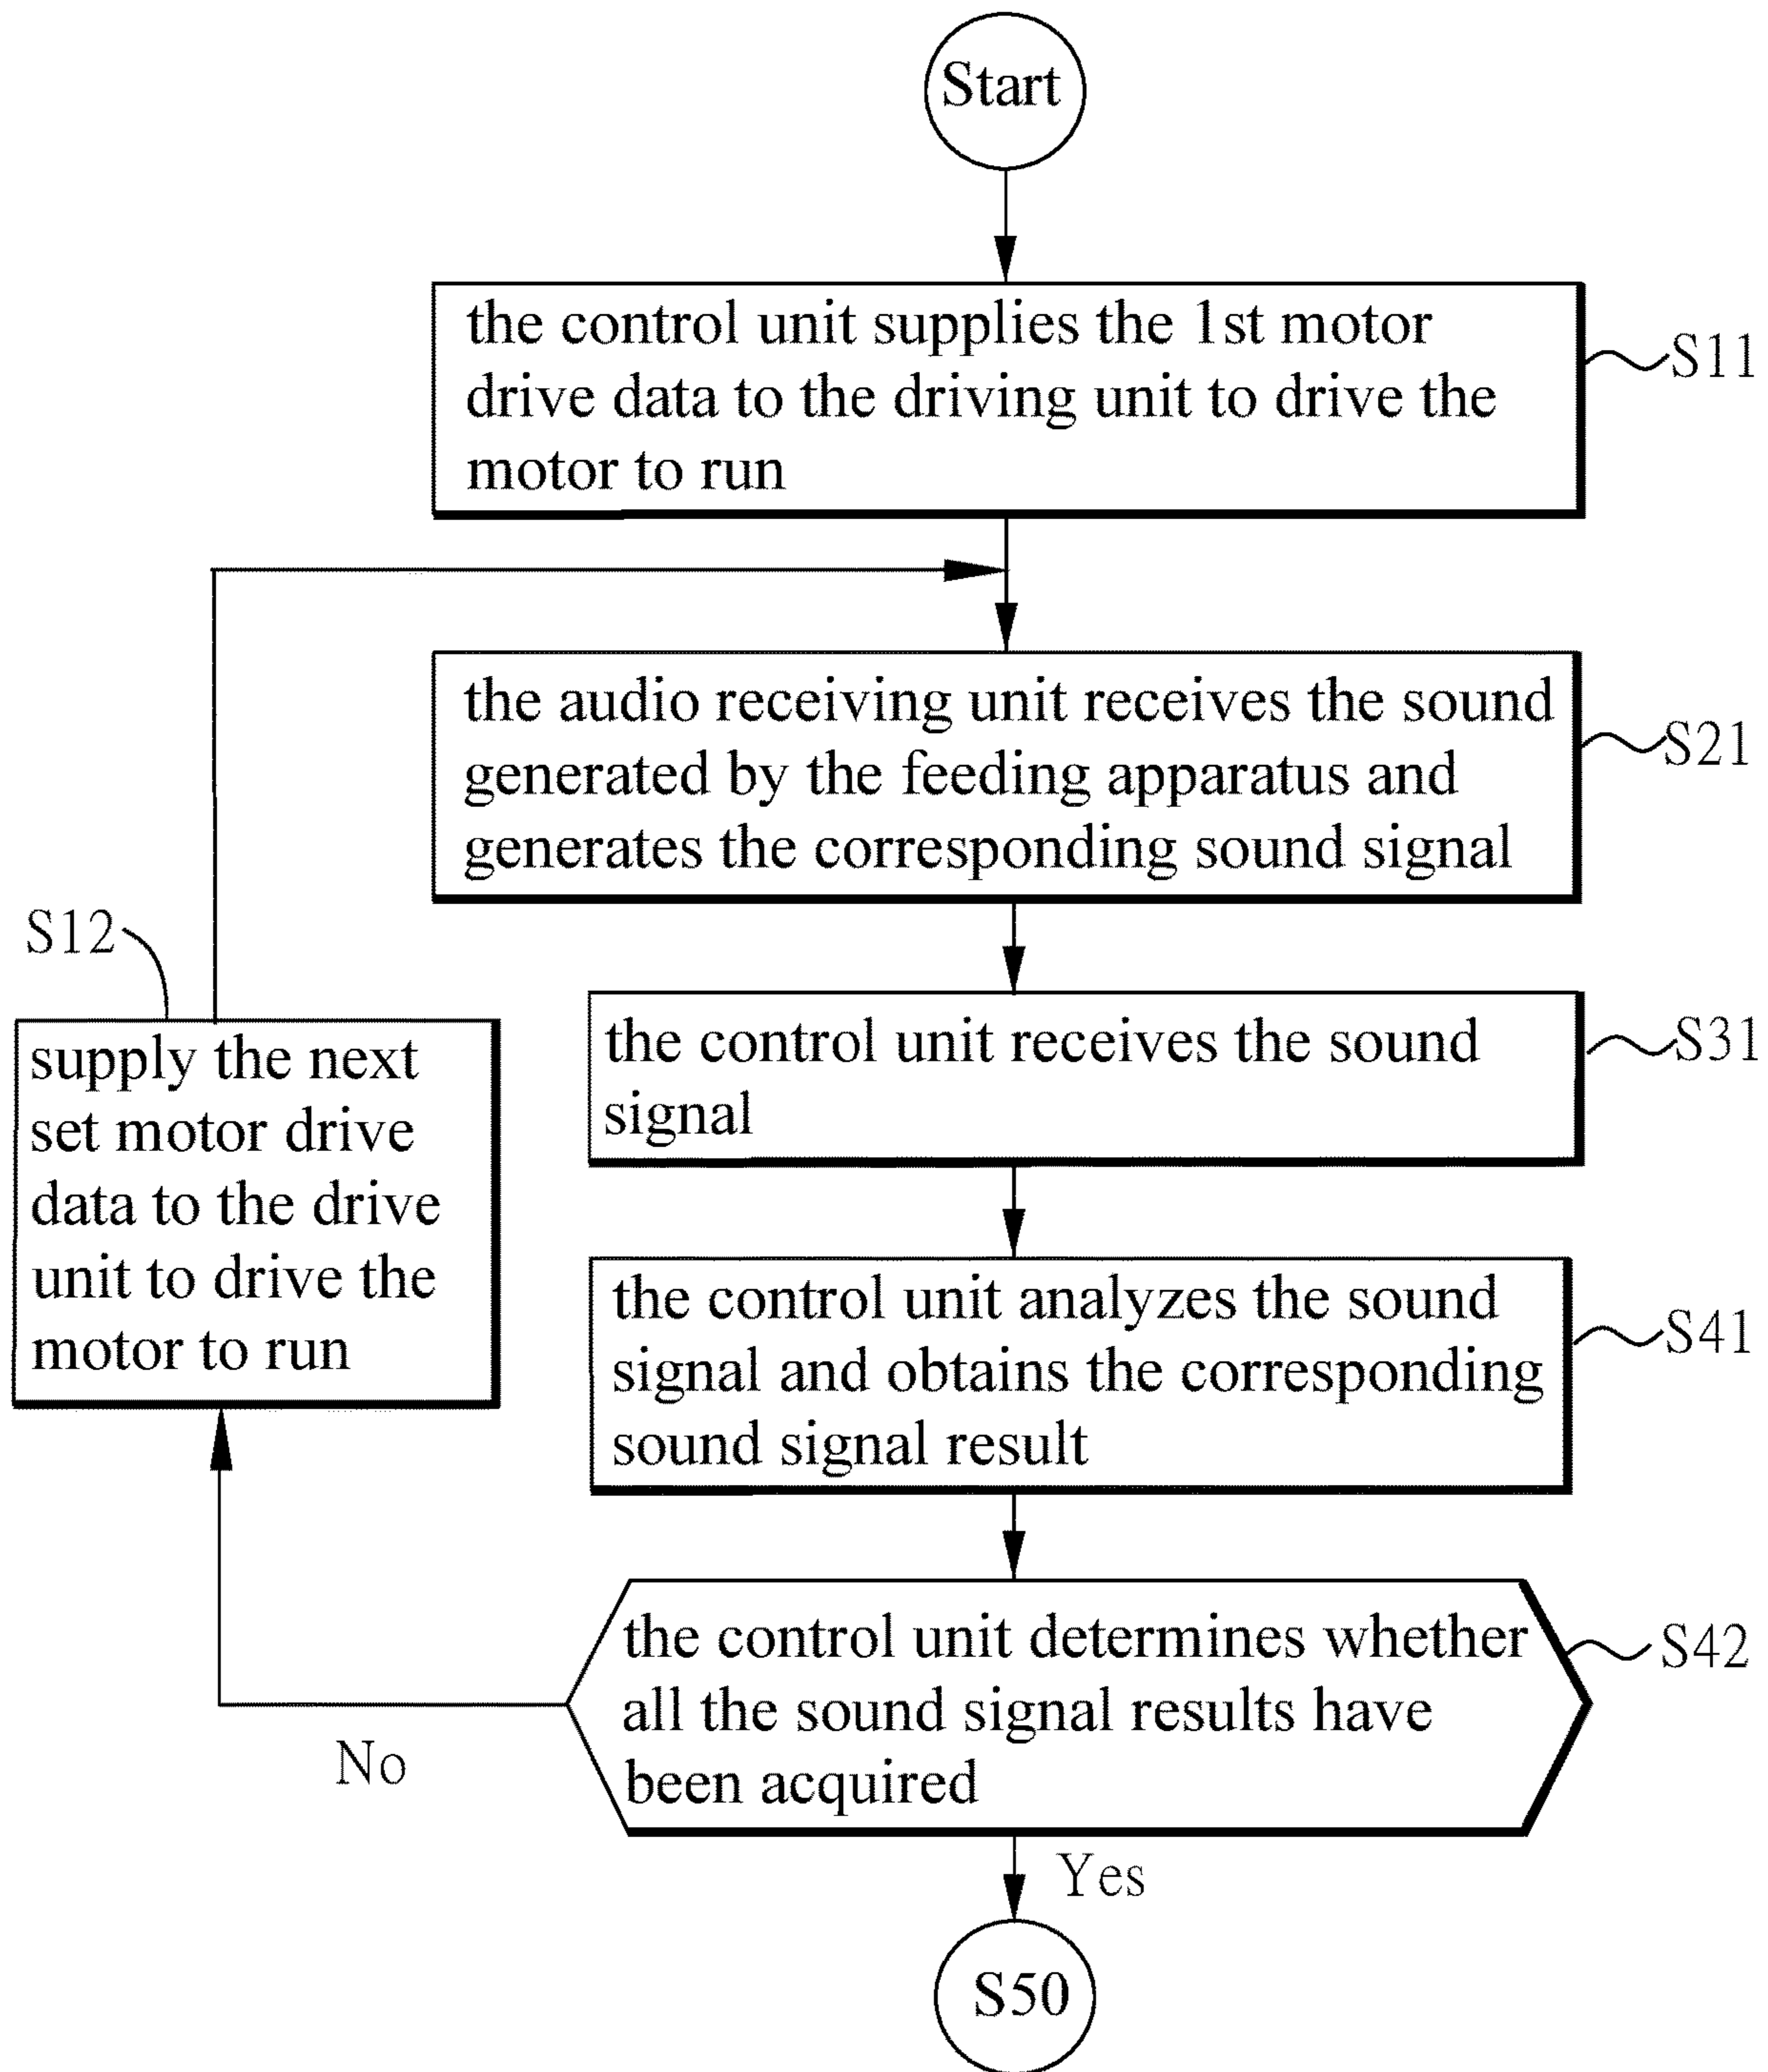 Start
the control unit supplies the 1st motor
drive data to the driving unit to drive the
motor to run
S11
the audio receiving unit receives the sound
generated by the feeding apparatus and
generates the corresponding sound signal
S21
S12
supply the next
set motor drive
data to the drive
unit to drive the
motor to run
the control unit receives the sound
signal
S31
the control unit analyzes the sound
signal and obtains the corresponding
sound signal result
S41
the control unit determines whether
all the sound signal results have
been acquired
S42
No
Yes
S50